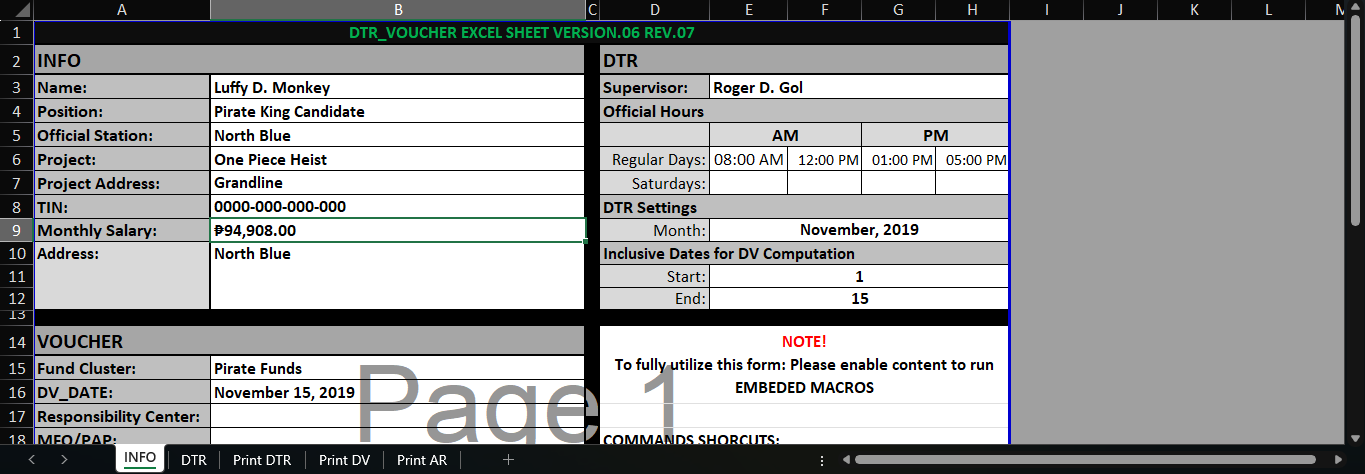 A B C D E F G H I J K L
1 DTR_VOUCHER EXCEL SHEET VERSION.06 REV.07
2 INFO DTR
3 Name: Luffy D. Monkey Supervisor: Roger D. Gol
4 Position: Pirate King Candidate Official Hours
5 Official Station: North Blue AM PM
6 Project: One Piece Heist Regular Days: 08:00 AM 12:00 PM 01:00 PM 05:00 PM
7 Project Address: Grandline Saturdays:
8 TIN: 0000-000-000-000 DTR Settings
9 Monthly Salary: ₱94,908.00 Month: November, 2019
10 Address: North Blue Inclusive Dates for DV Computation
11 Start: 1
12 End: 15
13
14 VOUCHER NOTE!
15 Fund Cluster: Pirate Funds To fully utilize this form: Please enable content to run
16 DV_DATE: November 15, 2019 EMBEDED MACROS
17 Responsibility Center:
18 MFO/PAP: COMMANDS SHORCUTS:
Page 1
INFO DTR Print DTR Print DV Print AR